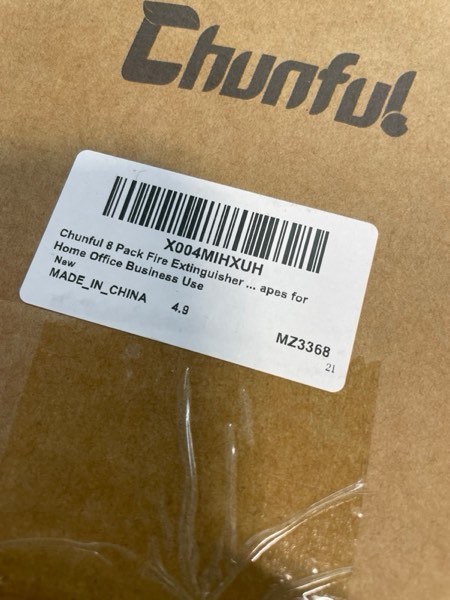 Chunful
X004MIHXUH
Chunful 8 Pack Fire Extinguisher ... apes for
Home Office Business Use
New
MADE_IN_CHINA
4.9
MZ3368
21